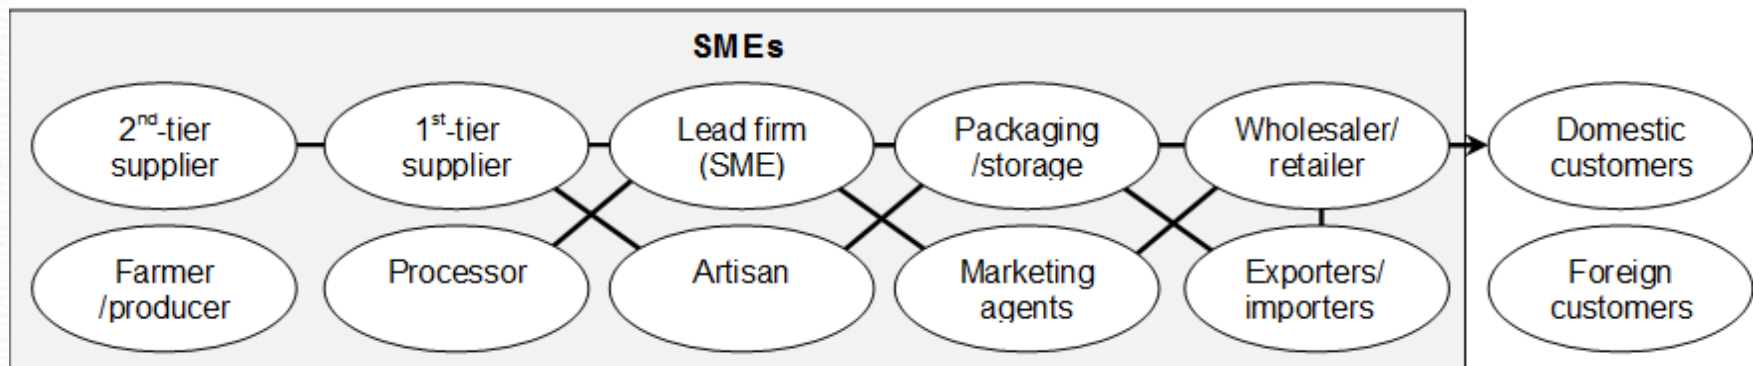 SMEs
2nd-tier
supplier
1st-tier
supplier
Lead firm
(SME)
Packaging
/storage
Wholesaler/
retailer
Domestic
customers
Farmer
/producer
Processor
Artisan
Marketing
agents
Exporters/
importers
Foreign
customers